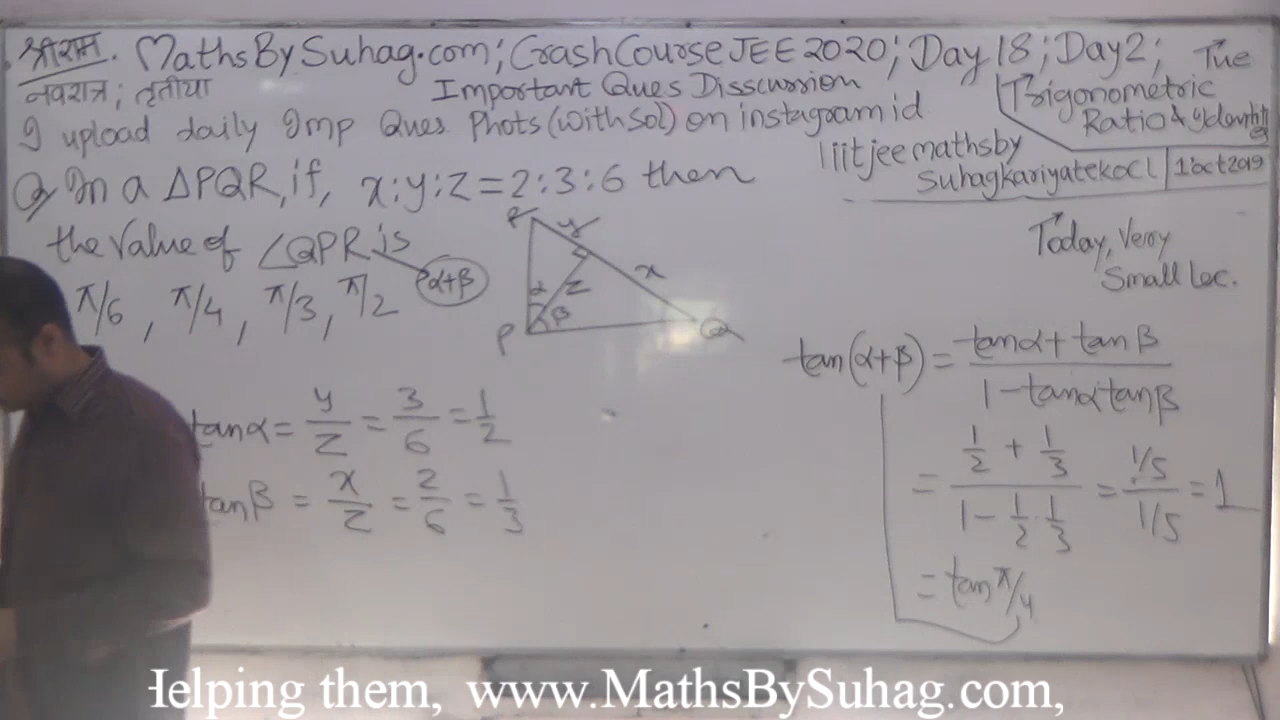 श्रीराम. MathsBySuhag.com; CrashCourse JEE 2020; Day 18; Day2; Tue
नवरात्र; तृतीया Important Ques Disscussion Trigonometric
Ratio &
I upload daily Imp Ques Phots (with sol) on instagram id
iitjeemathsby
suhagkariyatekocl 1 oct 2019
Q In a ΔPQR, if, x:y:z = 2:3:6 then
the value of ∠QPR is α+β
π/6, π/4, π/3, π/2
R y x z α β P Q
Today, Very
Small Lec.
tanα = y/z = 3/6 = 1/2
tanβ = x/z = 2/6 = 1/3
tan(α+β) = (tanα + tanβ)/(1 - tanα tanβ)
= (1/2 + 1/3)/(1 - 1/2 · 1/3) = (1/5)/(1/5) = 1
= tan π/4
Helping them, www.MathsBySuhag.com,